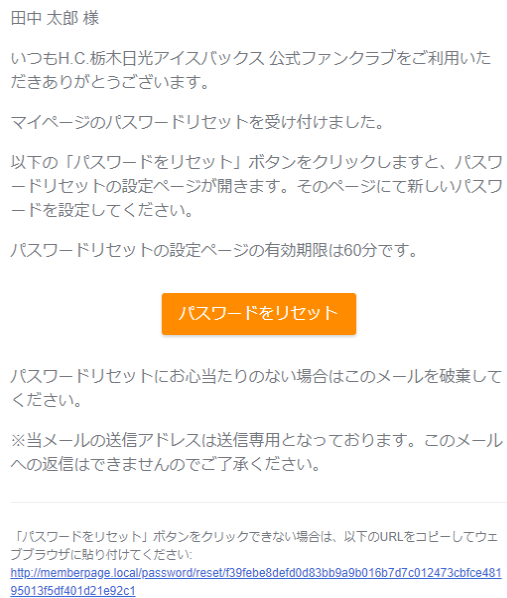 田中 太郎 様
いつもH.C.栃木日光アイスバックス 公式ファンクラブをご利用いた
だきありがとうございます。
マイページのパスワードリセットを受け付けました。
以下の「パスワードをリセット」ボタンをクリックしますと、パスワ
ードリセットの設定ページが開きます。そのページにて新しいパスワ
ードを設定してください。
パスワードリセットの設定ページの有効期限は60分です。
パスワードをリセット
パスワードリセットにお心当たりのない場合はこのメールを破棄して
ください。
※当メールの送信アドレスは送信専用となっております。このメール
への返信はできませんのでご了承ください。
「パスワードをリセット」ボタンをクリックできない場合は、以下のURLをコピーしてウェ
ブブラウザに貼り付けてください:
http://memberpage.local/password/reset/f39febe8defd0d83bb9a9b016b7d7c012473cbfce481
95013f5df401d21e92c1